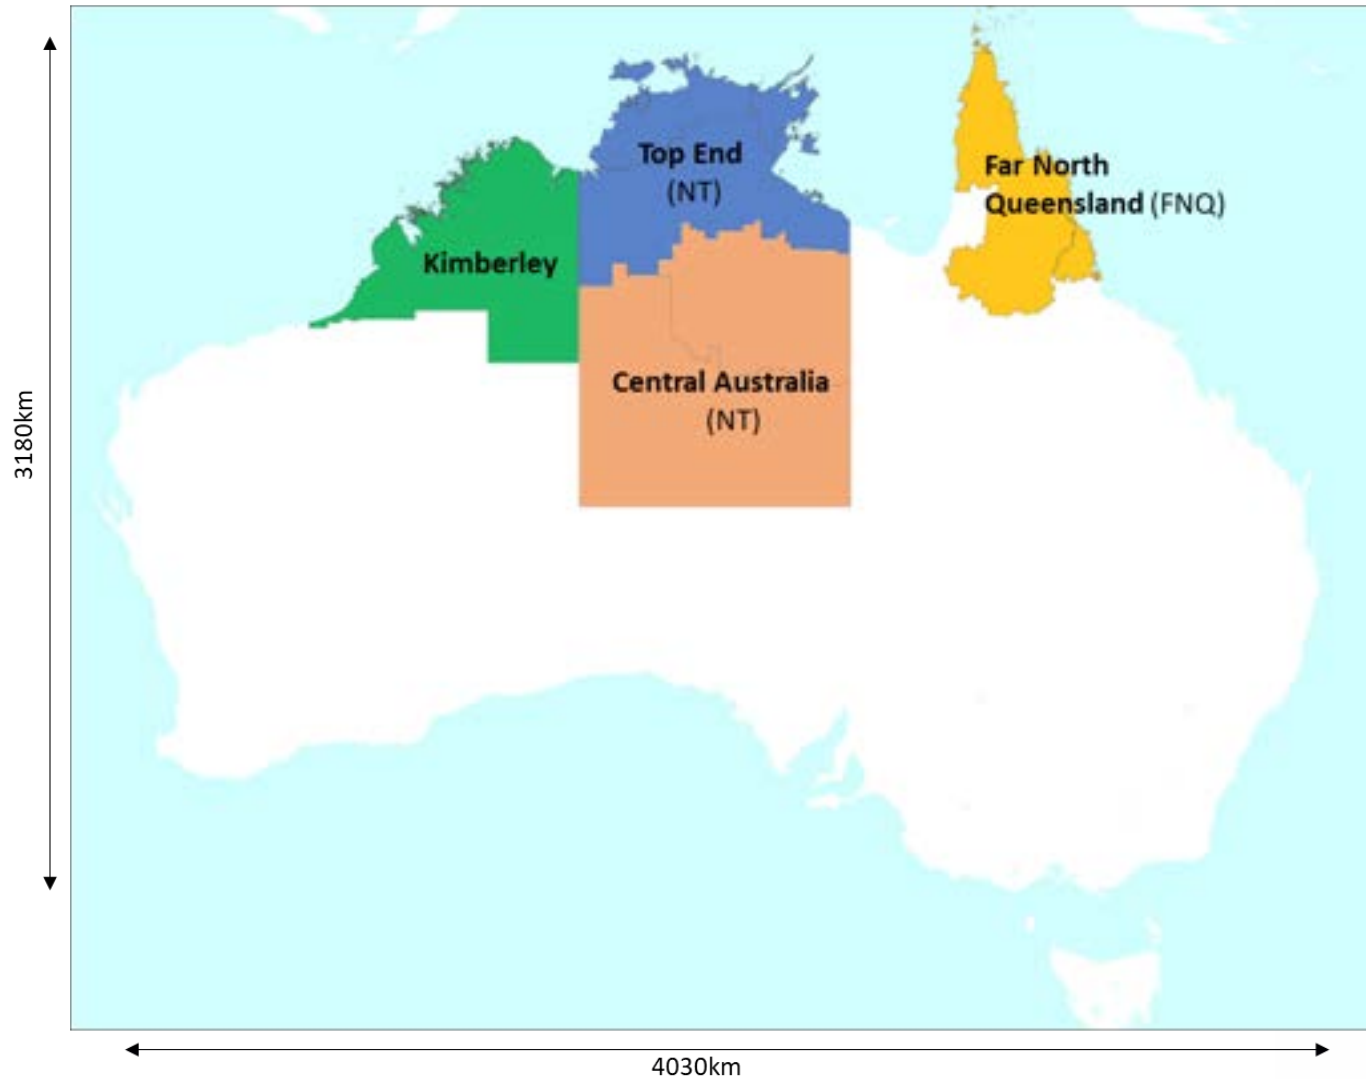 Top End
(NT)
Far North
Queensland (FNQ)
Kimberley
Central Australia
(NT)
3180km
4030km